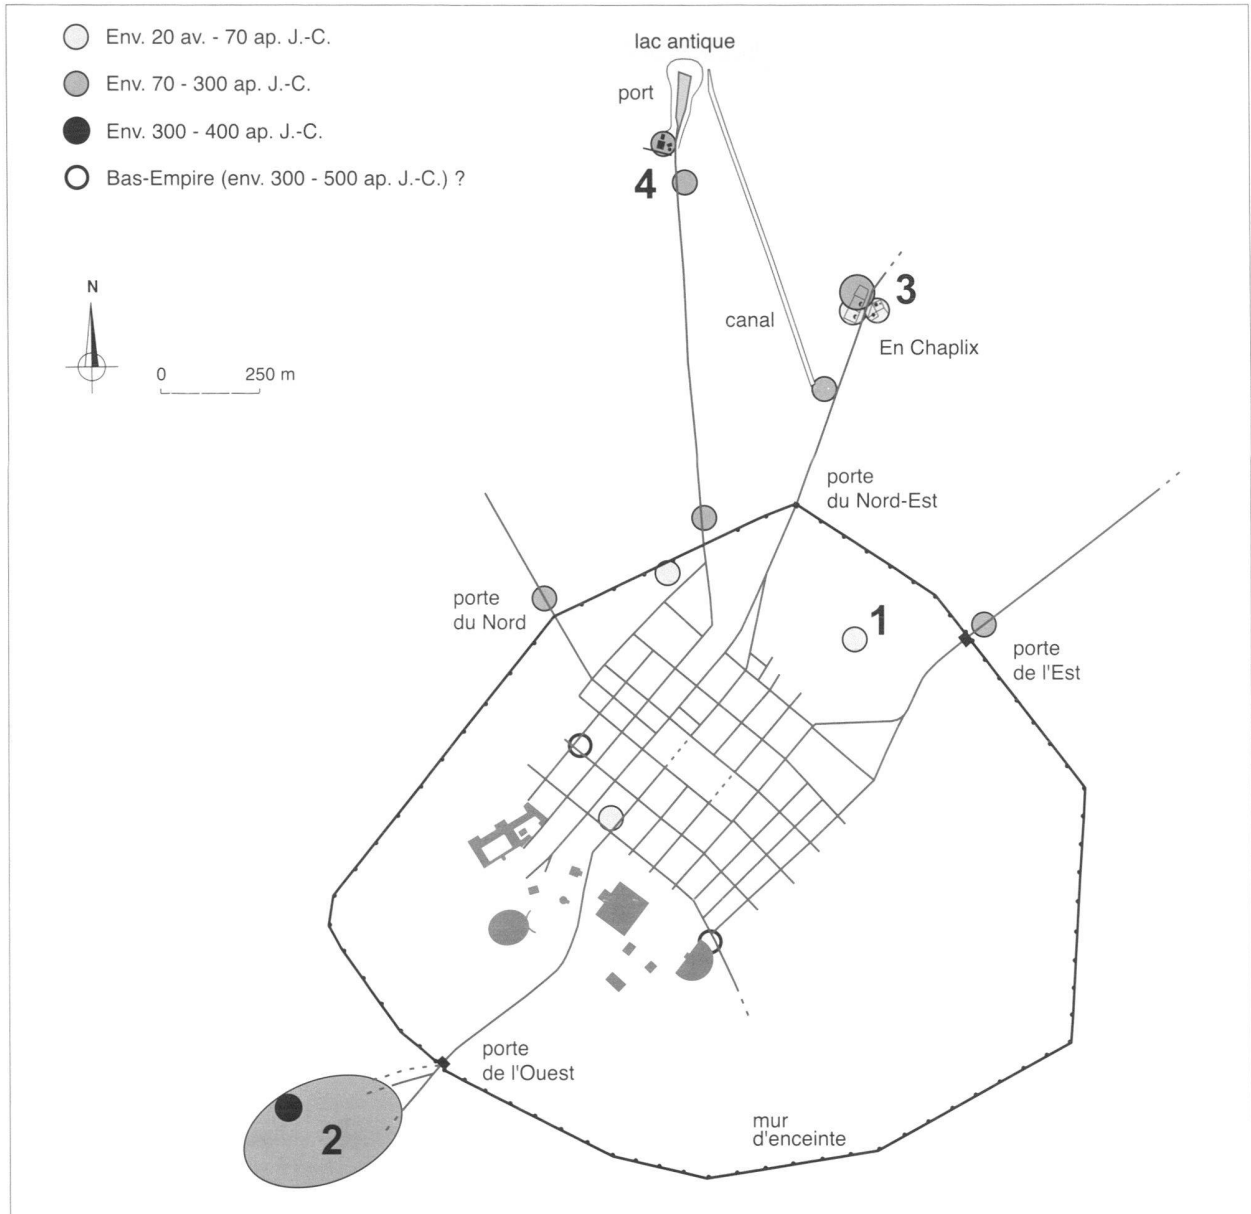 Env. 20 av. - 70 ap. J.-C.
Env. 70 - 300 ap. J.-C.
Env. 300 - 400 ap. J.-C.
Bas-Empire (env. 300 - 500 ap. J.-C.) ?
lac antique
port
4
N
0 250 m
canal
3
En Chaplix
porte
du Nord-Est
porte
du Nord
1
porte
de l'Est
porte
de l'Ouest
2
mur
d'enceinte